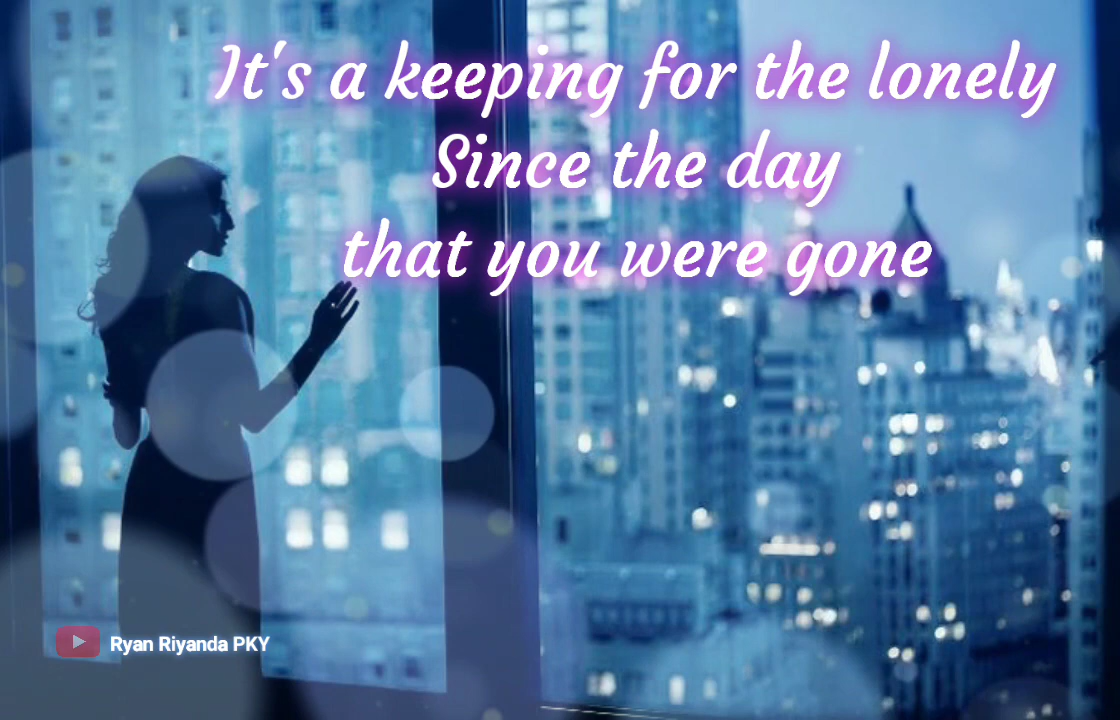 It's a keeping for the lonely
Since the day
that you were gone
Ryan Riyanda PKY